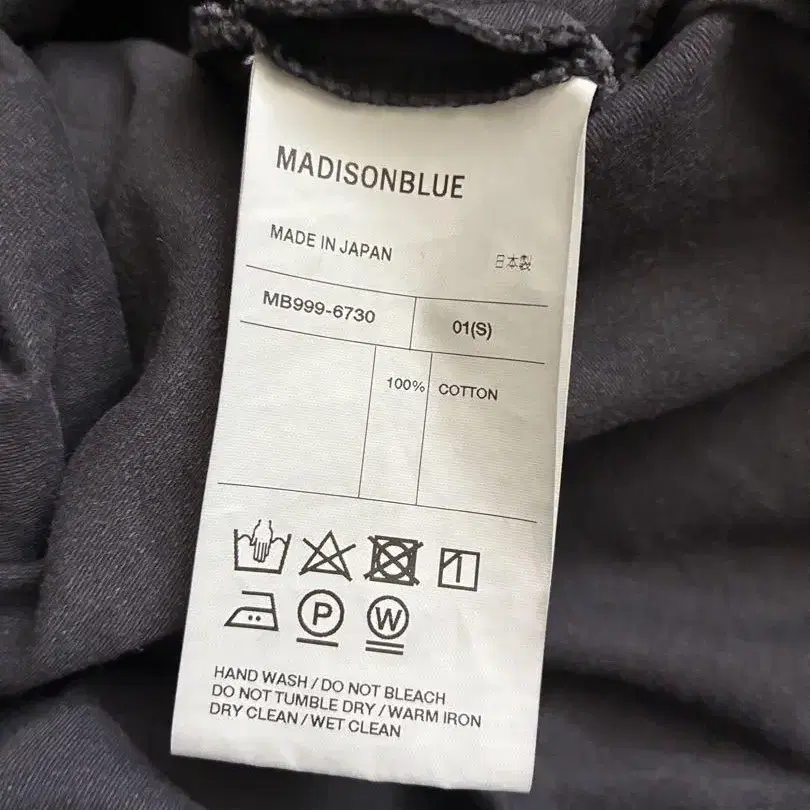 MADISONBLUE
MADE IN JAPAN 日本製
MB999-6730 01(S)
100% COTTON
P W
HAND WASH / DO NOT BLEACH
DO NOT TUMBLE DRY / WARM IRON
DRY CLEAN / WET CLEAN